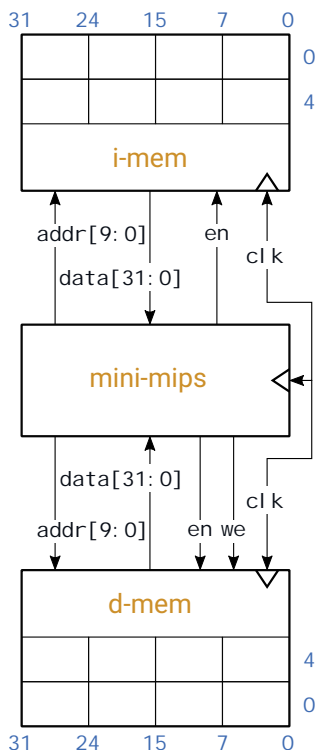 31 24 15 7 0
0
4
i-mem
addr[9:0]
en
clk
data[31:0]
mini-mips
data[31:0]
clk
addr[9:0]
en we
d-mem
4
0
31 24 15 7 0